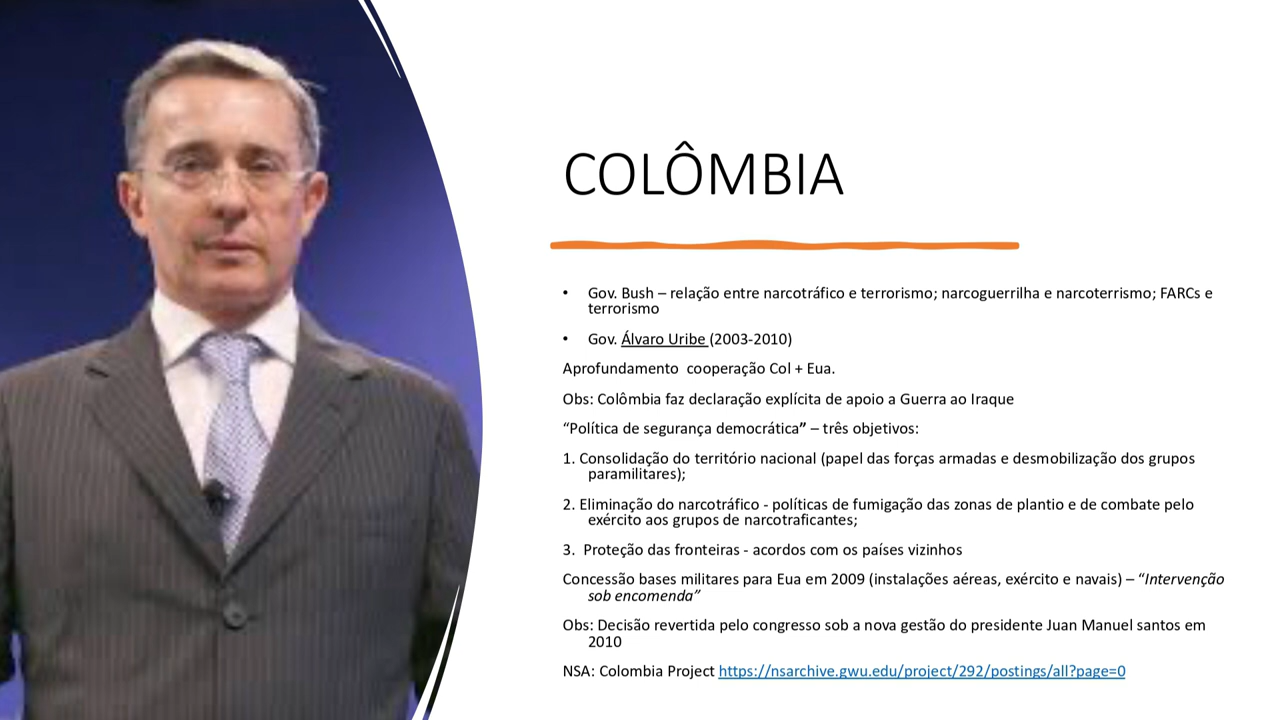 COLÔMBIA
• Gov. Bush – relação entre narcotráfico e terrorismo; narcoguerrilha e narcoterrismo; FARCs e
terrorismo
• Gov. Álvaro Uribe (2003-2010)
Aprofundamento  cooperação Col + Eua.
Obs: Colômbia faz declaração explícita de apoio a Guerra ao Iraque
“Política de segurança democrática” – três objetivos:
1. Consolidação do território nacional (papel das forças armadas e desmobilização dos grupos
paramilitares);
2. Eliminação do narcotráfico - políticas de fumigação das zonas de plantio e de combate pelo
exército aos grupos de narcotraficantes;
3.  Proteção das fronteiras - acordos com os países vizinhos
Concessão bases militares para Eua em 2009 (instalações aéreas, exército e navais) – “Intervenção
sob encomenda”
Obs: Decisão revertida pelo congresso sob a nova gestão do presidente Juan Manuel santos em
2010
NSA: Colombia Project https://nsarchive.gwu.edu/project/292/postings/all?page=0